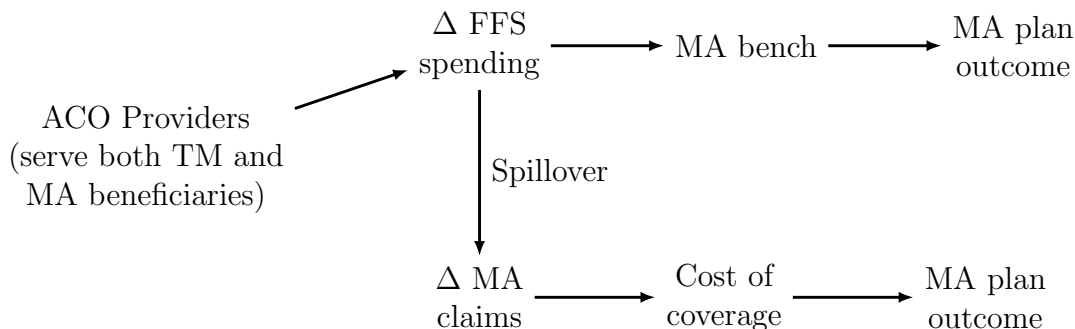 Δ FFS
spending
MA bench
MA plan
outcome
ACO Providers
(serve both TM and
MA beneficiaries)
Spillover
Δ MA
claims
Cost of
coverage
MA plan
outcome